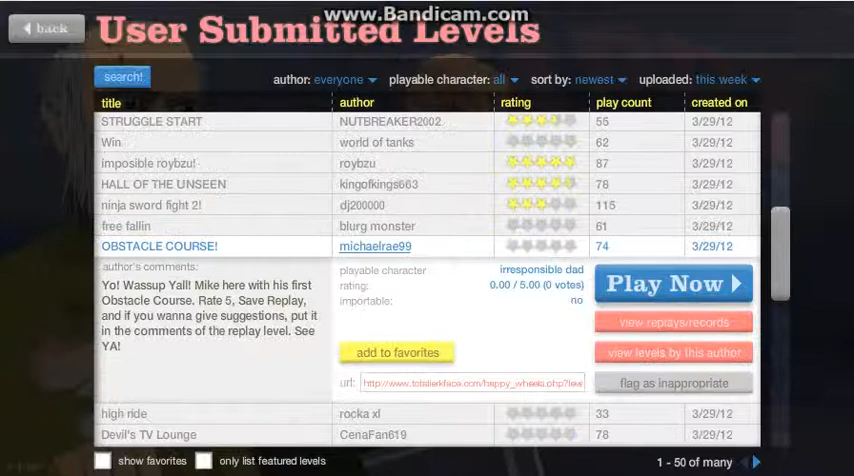 www.Bandicam.com
back
User Submitted Levels
search!
author: everyone playable character: all sort by: newest uploaded: this week
title author rating play count created on
STRUGGLE START NUTBREAKER2002 55 3/29/12
Win world of tanks 62 3/29/12
imposible roybzu! roybzu 87 3/29/12
HALL OF THE UNSEEN kingofkings663 78 3/29/12
ninja sword fight 2! dj200000 115 3/29/12
free fallin blurg monster 61 3/29/12
OBSTACLE COURSE! michaelrae99 74 3/29/12
author's comments:
Yo! Wassup Yall! Mike here with his first
Obstacle Course. Rate 5, Save Replay,
and if you wanna give suggestions, put it
in the comments of the replay level. See
YA!
playable character irresponsible dad
rating: 0.00 / 5.00 (0 votes)
importable: no
add to favorites
url: http://www.totaljerkface.com/happy_wheels.php?leve
Play Now
view replays/records
view levels by this author
flag as inappropriate
high ride rocka xl 33 3/29/12
Devil's TV Lounge CenaFan619 78 3/29/12
show favorites only list featured levels 1 - 50 of many